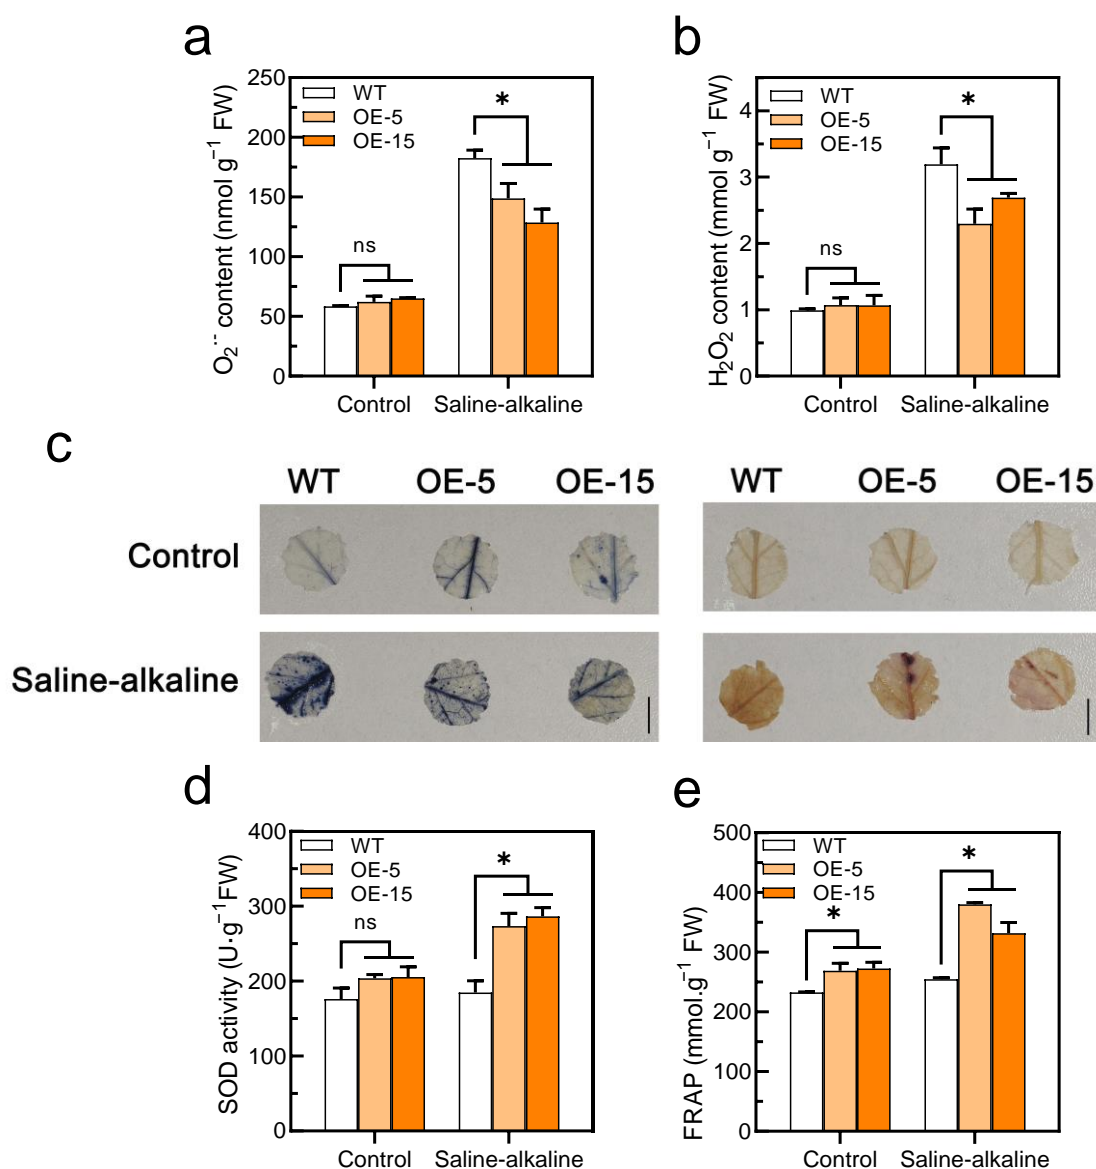 a
O₂·⁻ content (nmol g⁻¹ FW)
250
200
150
100
50
0
WT
OE-5
OE-15
ns
*
Control
Saline-alkaline
b
H₂O₂ content (mmol g⁻¹ FW)
4
3
2
1
0
WT
OE-5
OE-15
ns
*
Control
Saline-alkaline
c
WT OE-5 OE-15 WT OE-5 OE-15
Control
Saline-alkaline
d
SOD activity (U·g⁻¹FW)
400
300
200
100
0
WT
OE-5
OE-15
ns
*
Control
Saline-alkaline
e
FRAP (mmol.g⁻¹ FW)
500
400
300
200
100
0
WT
OE-5
OE-15
*
*
Control
Saline-alkaline